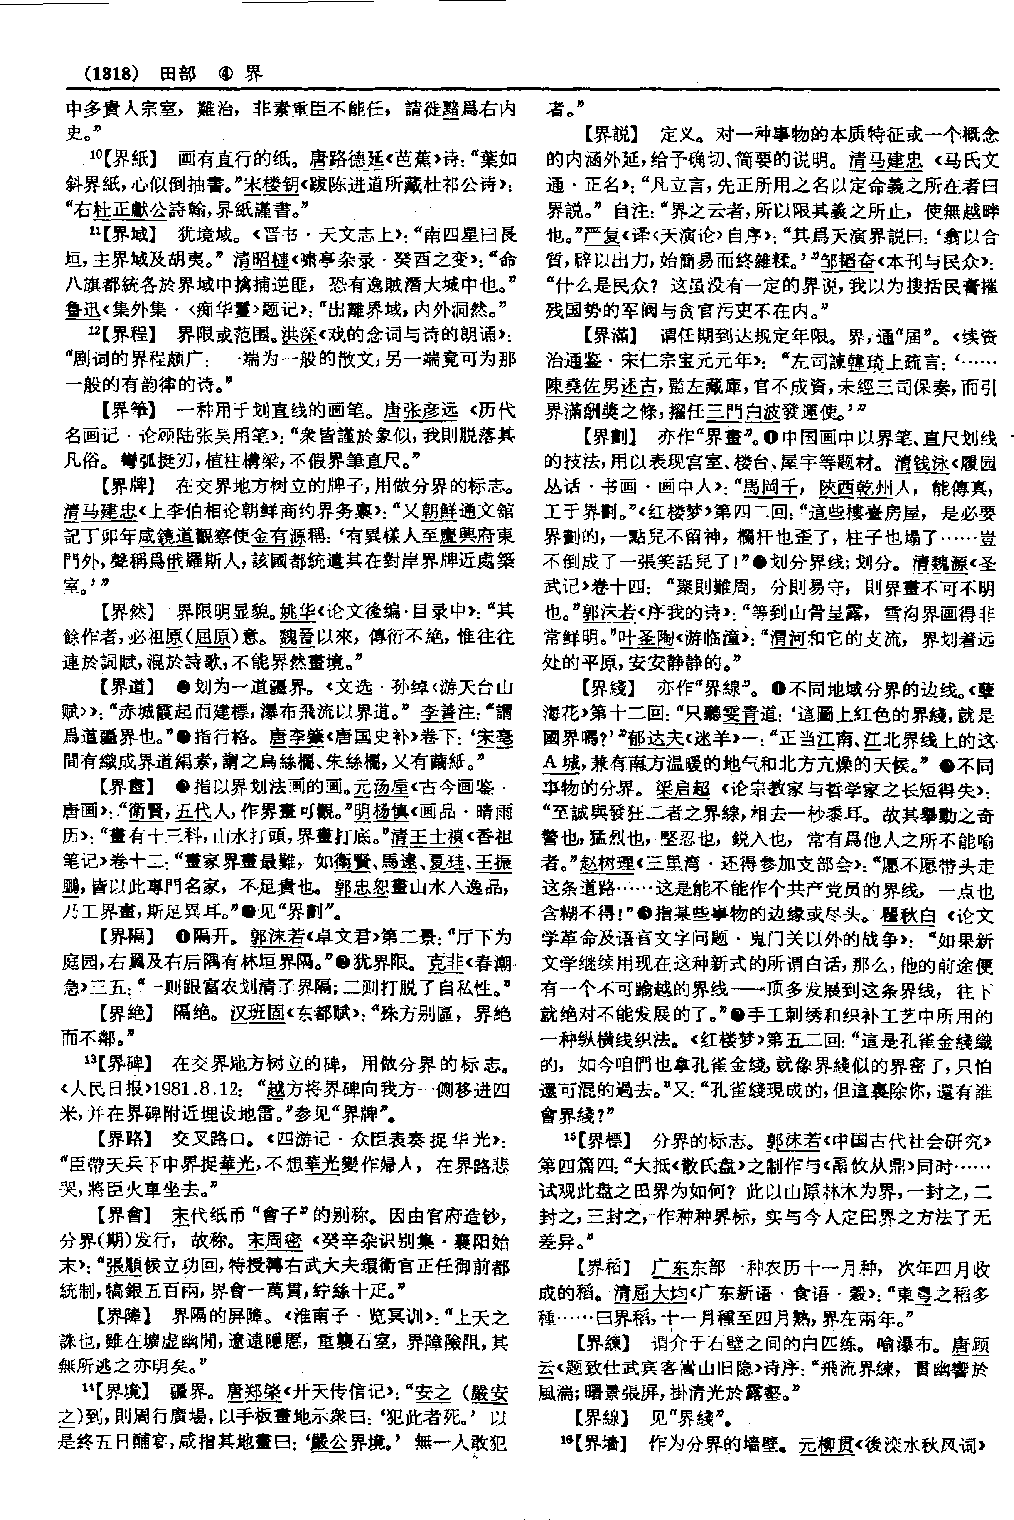 (1318) 田部 ④ 界
中多貴人宗室，難治，非素重臣不能任，請徙黯爲右内
史。”
10【界紙】 画有直行的纸。唐路德延《芭蕉》诗：“葉如
斜界紙，心似倒抽書。”宋楼钥《跋陈进道所藏杜祁公诗》：
“右杜正獻公詩翰，界紙謹書。”
11【界域】 犹境域。《晋书·天文志上》：“南四星曰長
垣，主界域及胡夷。” 清昭槤《啸亭杂录·癸酉之变》：“命
八旗都統各於界域中擒捕逆匪，恐有逸賊潛大城中也。”
鲁迅《集外集·〈痴华鬘〉题记》：“出離界域，内外洞然。”
12【界程】 界限或范围。洪深《戏的念词与诗的朗诵》：
“剧词的界程颇广：一端为一般的散文；另一端竟可为那
一般的有韵律的诗。”
【界筆】 一种用于划直线的画笔。唐张彦远《历代
名画记·论顾陆张吴用笔》：“衆皆謹於象似，我則脱落其
凡俗。彎弧挺刃，植柱構梁，不假界筆直尺。”
【界牌】 在交界地方树立的牌子，用做分界的标志。
清马建忠《上李伯相论朝鲜商约界务禀》：“又朝鮮通文館
記丁卯年咸鏡道觀察使金有源稱：‘有異樣人至慶興府東
門外，聲稱爲俄羅斯人，該國都統遣其在對岸界牌近處築
室。’”
【界然】 界限明显貌。姚华《论文後编·目录中》：“其
餘作者，必祖原（屈原）意。魏晋以來，傳衍不絶，惟往往
連於詞賦，混於詩歌，不能界然畫境。”
【界道】 ❶划为一道疆界。《文选·孙绰〈游天台山
赋〉》：“赤城霞起而建標，瀑布飛流以界道。” 李善注：“謂
爲道疆界也。”❷指行格。唐李肇《唐国史补》卷下：‘宋亳
間有織成界道絹素，謂之烏絲欄、朱絲欄，又有繭紙。”
【界畫】 ❶指以界划法画的画。元汤垕《古今画鉴·
唐画》：“衛賢，五代人，作界畫可觀。”明杨慎《画品·晴雨
历》：“畫有十三科，山水打頭，界畫打底。”清王士禛《香祖
笔记》卷十二：“畫家界畫最難，如衛賢、馬逵、夏珪、王振
鵬，皆以此專門名家，不足貴也。郭忠恕畫山水入逸品，
乃工界畫，斯足異耳。”❷见“界劃”。
【界隔】 ❶隔开。郭沫若《卓文君》第二景：“厅下为
庭园，右翼及右后隅有林垣界隔。”❷犹界限。克非《春潮
急》三五：“一则跟富农划清了界隔；二则打脱了自私性。”
【界絶】 隔绝。汉班固《东都赋》：“殊方别區，界絶
而不鄰。”
13【界碑】 在交界地方树立的碑，用做分界的标志。
《人民日报》1981.8.12：“越方将界碑向我方一侧移进四
米，并在界碑附近埋设地雷。”参见“界牌”。
【界路】 交叉路口。《四游记·众臣表奏捉华光》：
“臣帶天兵下中界捉華光，不想華光變作婦人，在界路悲
哭，將臣火車坐去。”
【界會】 宋代纸币“會子”的别称。因由官府造钞，
分界（期）发行，故称。宋周密《癸辛杂识别集·襄阳始
末》：“張順候立功回，特授轉右武大夫環衛官正任御前都
統制，犒銀五百兩，界會一萬貫，紵絲十疋。”
【界障】 界隔的屏障。《淮南子·览冥训》：“上天之
誅也，雖在壙虚幽閒，遼遠隱匿，重襲石室，界障險阻，其
無所逃之亦明矣。”
14【界境】 疆界。唐郑棨《开天传信记》：“安之（嚴安
之）到，則周行廣場，以手板畫地示衆曰：‘犯此者死。’以
是終五日酺宴，咸指其地畫曰：‘嚴公界境。’無一人敢犯
者。”
【界説】 定义。对一种事物的本质特征或一个概念
的内涵外延，给予确切、简要的说明。清马建忠《马氏文
通·正名》：“凡立言，先正所用之名以定命義之所在者曰
界説。” 自注：“界之云者，所以限其義之所止，使無越畔
也。”严复《译〈天演论〉自序》：“其爲天演界説曰：‘翕以合
質，辟以出力，始簡易而終雜糅。’”邹韬奋《本刊与民众》：
“什么是民众？这虽没有一定的界说，我以为搜括民膏摧
残国势的军阀与贪官污吏不在内。”
【界滿】 谓任期到达规定年限。界，通“届”。《续资
治通鉴·宋仁宗宝元元年》：“左司諫韓琦上疏言：‘……
陳堯佐男述古，監左藏庫，官不成資，未經三司保奏，而引
界滿酬獎之條，擢任三門白波發運使。’”
【界劃】 亦作“界畫”。❶中国画中以界笔、直尺划线
的技法，用以表现宫室、楼台、屋宇等题材。清钱泳《履园
丛话·书画·画中人》：“馬岡千，陝西乾州人，能傳真，
工于界劃。”《红楼梦》第四二回：“這些樓臺房屋，是必要
界劃的，一點兒不留神，欄杆也歪了，柱子也塌了……豈
不倒成了一張笑話兒了！”❷划分界线；划分。清魏源《圣
武记》卷十四：“聚則難周，分則易守，則界畫不可不明
也。”郭沫若《序我的诗》：“等到山骨呈露，雪沟界画得非
常鲜明。”叶圣陶《游临潼》：“渭河和它的支流，界划着远
处的平原，安安静静的。”
【界綫】 亦作“界線”。❶不同地域分界的边线。《孽
海花》第十二回：“只聽雯青道：‘這圖上紅色的界綫，就是
國界嗎？’”郁达夫《迷羊》一：“正当江南、江北界线上的这
A城，兼有南方温暖的地气和北方亢燥的天候。”❷不同
事物的分界。梁启超《论宗教家与哲学家之长短得失》：
“至誠與發狂二者之界線，相去一秒黍耳。故其舉動之奇
警也，猛烈也，堅忍也，鋭入也，常有爲他人之所不能喻
者。”赵树理《三里湾·还得参加支部会》：“愿不愿带头走
这条道路……这是能不能作个共产党员的界线，一点也
含糊不得！”❸指某些事物的边缘或尽头。瞿秋白《论文
学革命及语言文字问题·鬼门关以外的战争》：“如果新
文学继续用现在这种新式的所谓白话，那么，他的前途便
有一个不可踰越的界线——顶多发展到这条界线，往下
就绝对不能发展的了。”❹手工刺绣和织补工艺中所用的
一种纵横线织法。《红楼梦》第五二回：“這是孔雀金綫織
的，如今咱們也拿孔雀金綫，就像界綫似的界密了，只怕
還可混的過去。”又：“孔雀綫現成的，但這裏除你，還有誰
會界綫？”
15【界標】 分界的标志。郭沫若《中国古代社会研究》
第四篇四：“大抵《散氏盘》之制作与《鬲攸从鼎》同时……
试观此盘之田界为如何？此以山原林木为界，一封之，二
封之，三封之，作种种界标，实与今人定田界之方法了无
差异。”
【界稻】 广东东部一种农历十一月种，次年四月收
成的稻。清屈大均《广东新语·食语·穀》：“東粤之稻多
種……曰界稻，十一月種至四月熟，界在兩年。”
【界練】 谓介于石壁之间的白匹练。喻瀑布。唐顾
云《题致仕武宾客嵩山旧隐》诗序：“飛流界練，貫幽響於
風湍；曙景張屏，掛清光於露壑。”
【界線】 见“界綫”。
16【界墙】 作为分界的墙壁。元柳贯《後滦水秋风词》